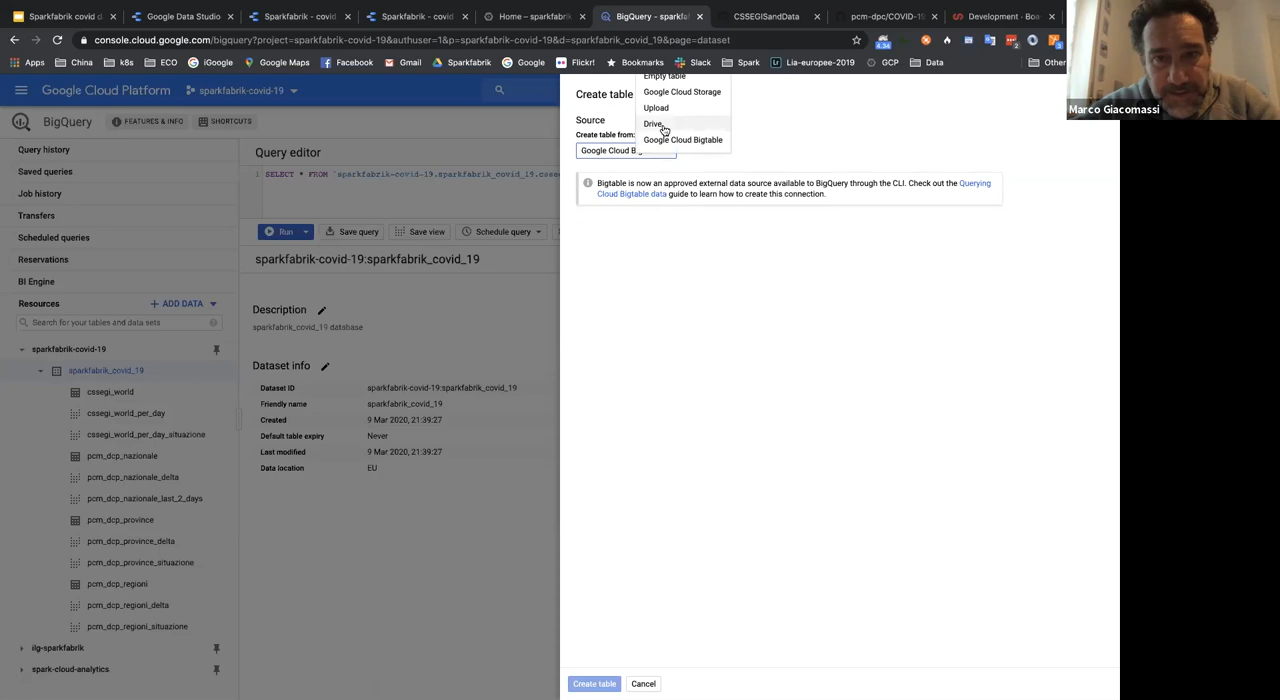 Sparkfabrik covid d
Google Data Studio
Sparkfabrik - covid
Sparkfabrik - covid
Home – sparkfabrik
BigQuery - sparkfa
CSSEGISandData
pcm-dpc/COVID-19
Development - Boa
console.cloud.google.com/bigquery?project=sparkfabrik-covid-19&authuser=1&p=sparkfabrik-covid-19&d=sparkfabrik_covid_19&page=dataset
4.34
2
3
Apps
China
k8s
ECO
iGoogle
Google Maps
Facebook
Gmail
Sparkfabrik
Google
Flickr!
Bookmarks
Slack
Spark
Lia-europee-2019
GCP
Data
Other
Marco Giacomassi
Google Cloud Platform
sparkfabrik-covid-19
BigQuery
FEATURES & INFO
SHORTCUTS
Query history
Saved queries
Job history
Transfers
Scheduled queries
Reservations
BI Engine
Resources
ADD DATA
Search for your tables and data sets
sparkfabrik-covid-19
sparkfabrik_covid_19
cssegi_world
cssegi_world_per_day
cssegi_world_per_day_situazione
pcm_dcp_nazionale
pcm_dcp_nazionale_delta
pcm_dcp_nazionale_last_2_days
pcm_dcp_province
pcm_dcp_province_delta
pcm_dcp_province_situazione
pcm_dcp_regioni
pcm_dcp_regioni_delta
pcm_dcp_regioni_situazione
ilg-sparkfabrik
spark-cloud-analytics
Query editor
1 SELECT * FROM `sparkfabrik-covid-19.sparkfabrik_covid_19.csse
Run
Save query
Save view
Schedule query
sparkfabrik-covid-19:sparkfabrik_covid_19
Description
sparkfabrik_covid_19 database
Dataset info
Dataset ID sparkfabrik-covid-19:sparkfabrik_covid_19
Friendly name sparkfabrik_covid_19
Created 9 Mar 2020, 21:39:27
Default table expiry Never
Last modified 9 Mar 2020, 21:39:27
Data location EU
Create table
Source
Create table from:
Google Cloud Big
Empty table
Google Cloud Storage
Upload
Drive
Google Cloud Bigtable
Bigtable is now an approved external data source available to BigQuery through the CLI. Check out the Querying
Cloud Bigtable data guide to learn how to create this connection.
Create table
Cancel